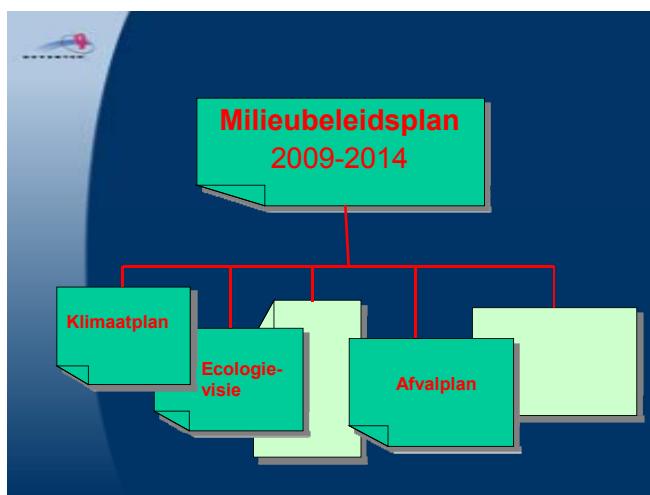 Milieubeleidsplan
2009-2014
Klimaatplan
Ecologie-
visie
Afvalplan